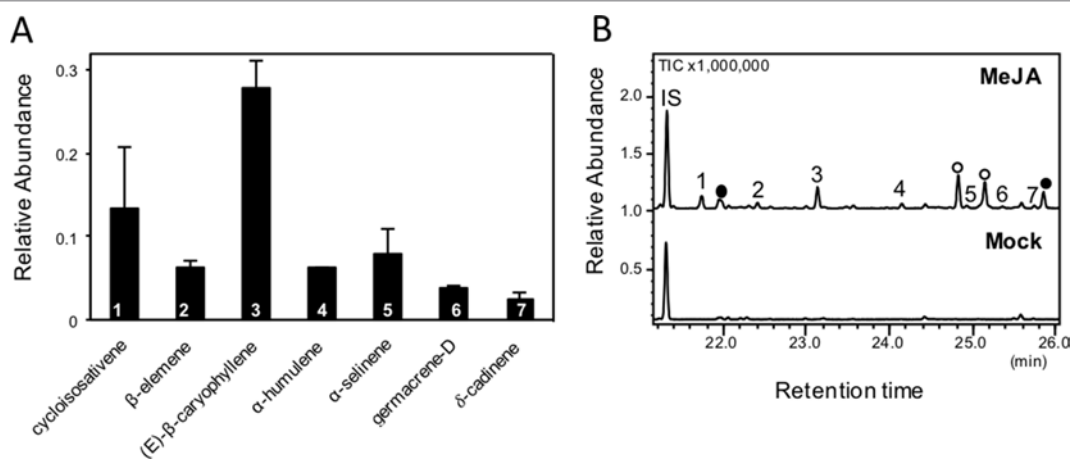 A
Relative Abundance
0.3
0.2
0.1
0
1
2
3
4
5
6
7
cycloisosativene
β-elemene
(E)-β-caryophyllene
α-humulene
α-selinene
germacrene-D
δ-cadinene
B
Relative Abundance
TIC x1,000,000
MeJA
2.0
1.5
1.0
0.5
IS
1
2
3
4
5
6
7
Mock
22.0
23.0
24.0
25.0
26.0
(min)
Retention time